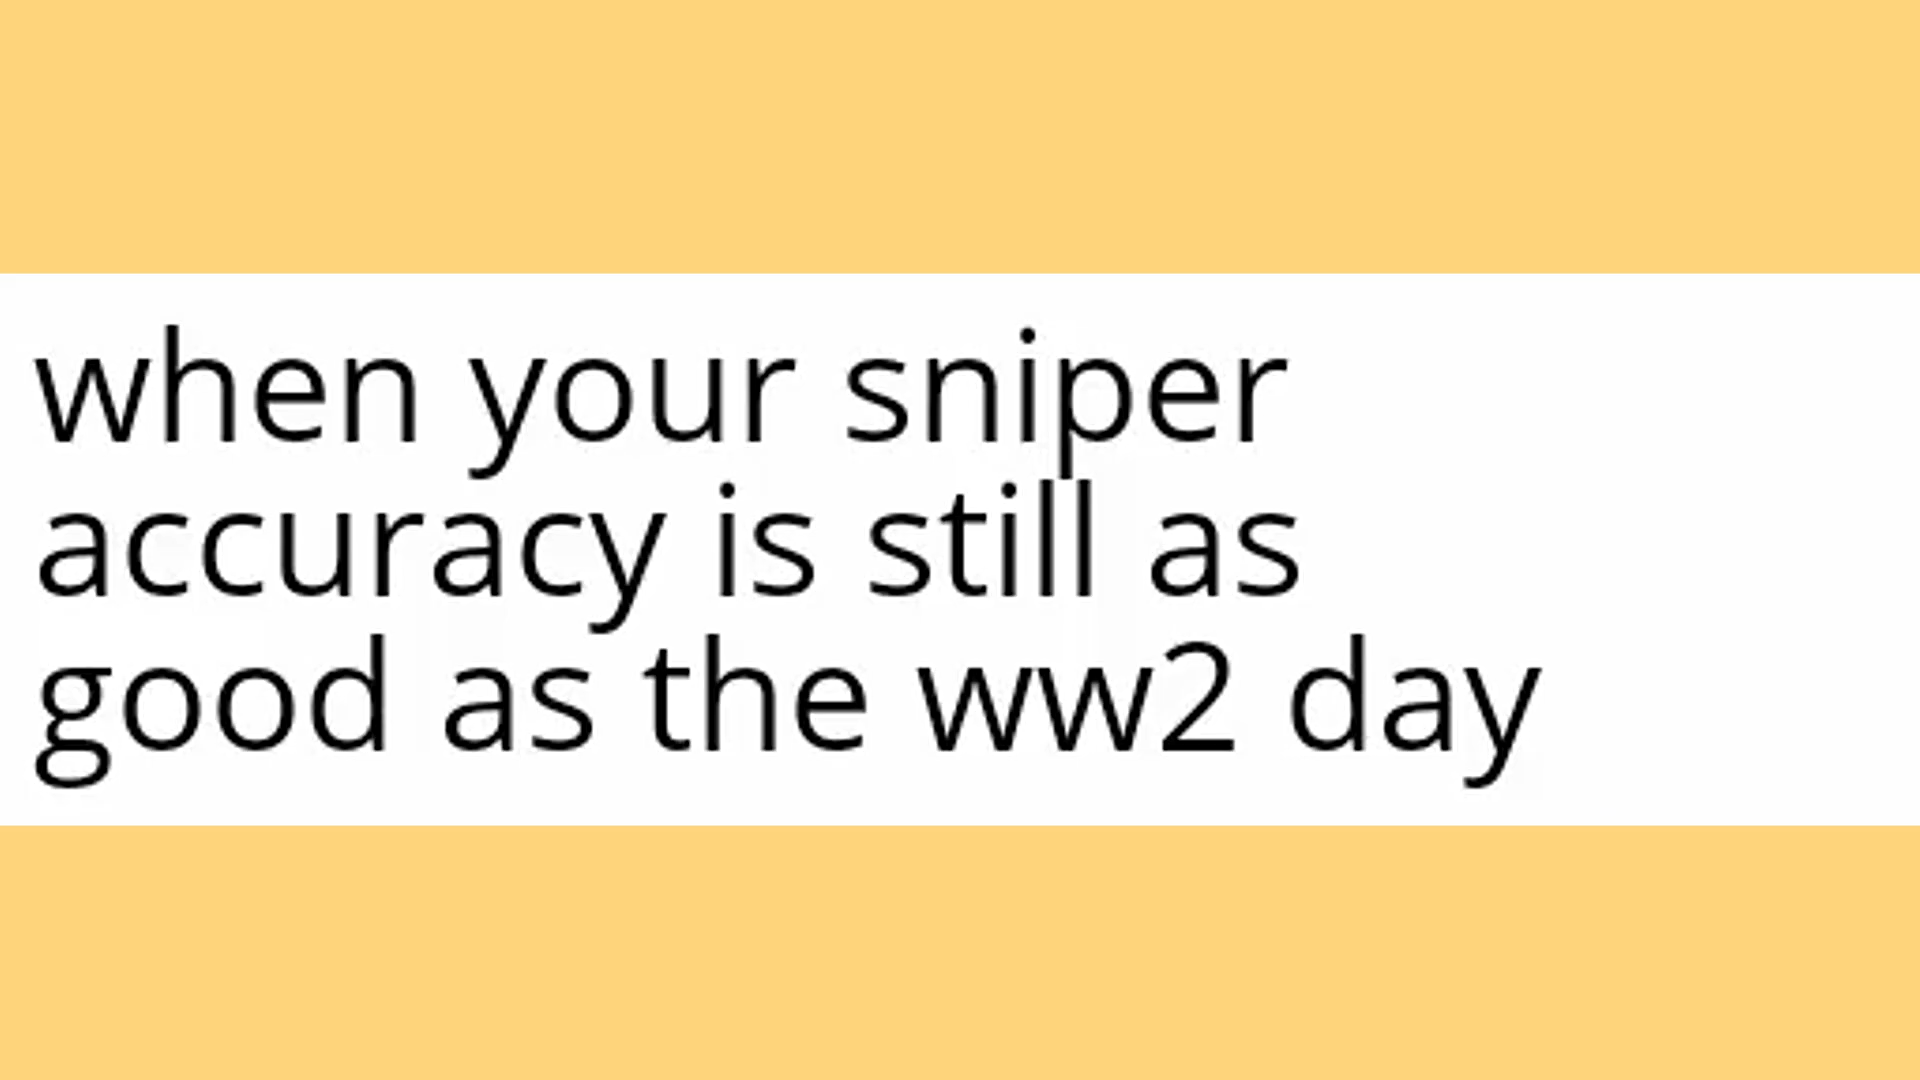 when your sniper
accuracy is still as
good as the ww2 day